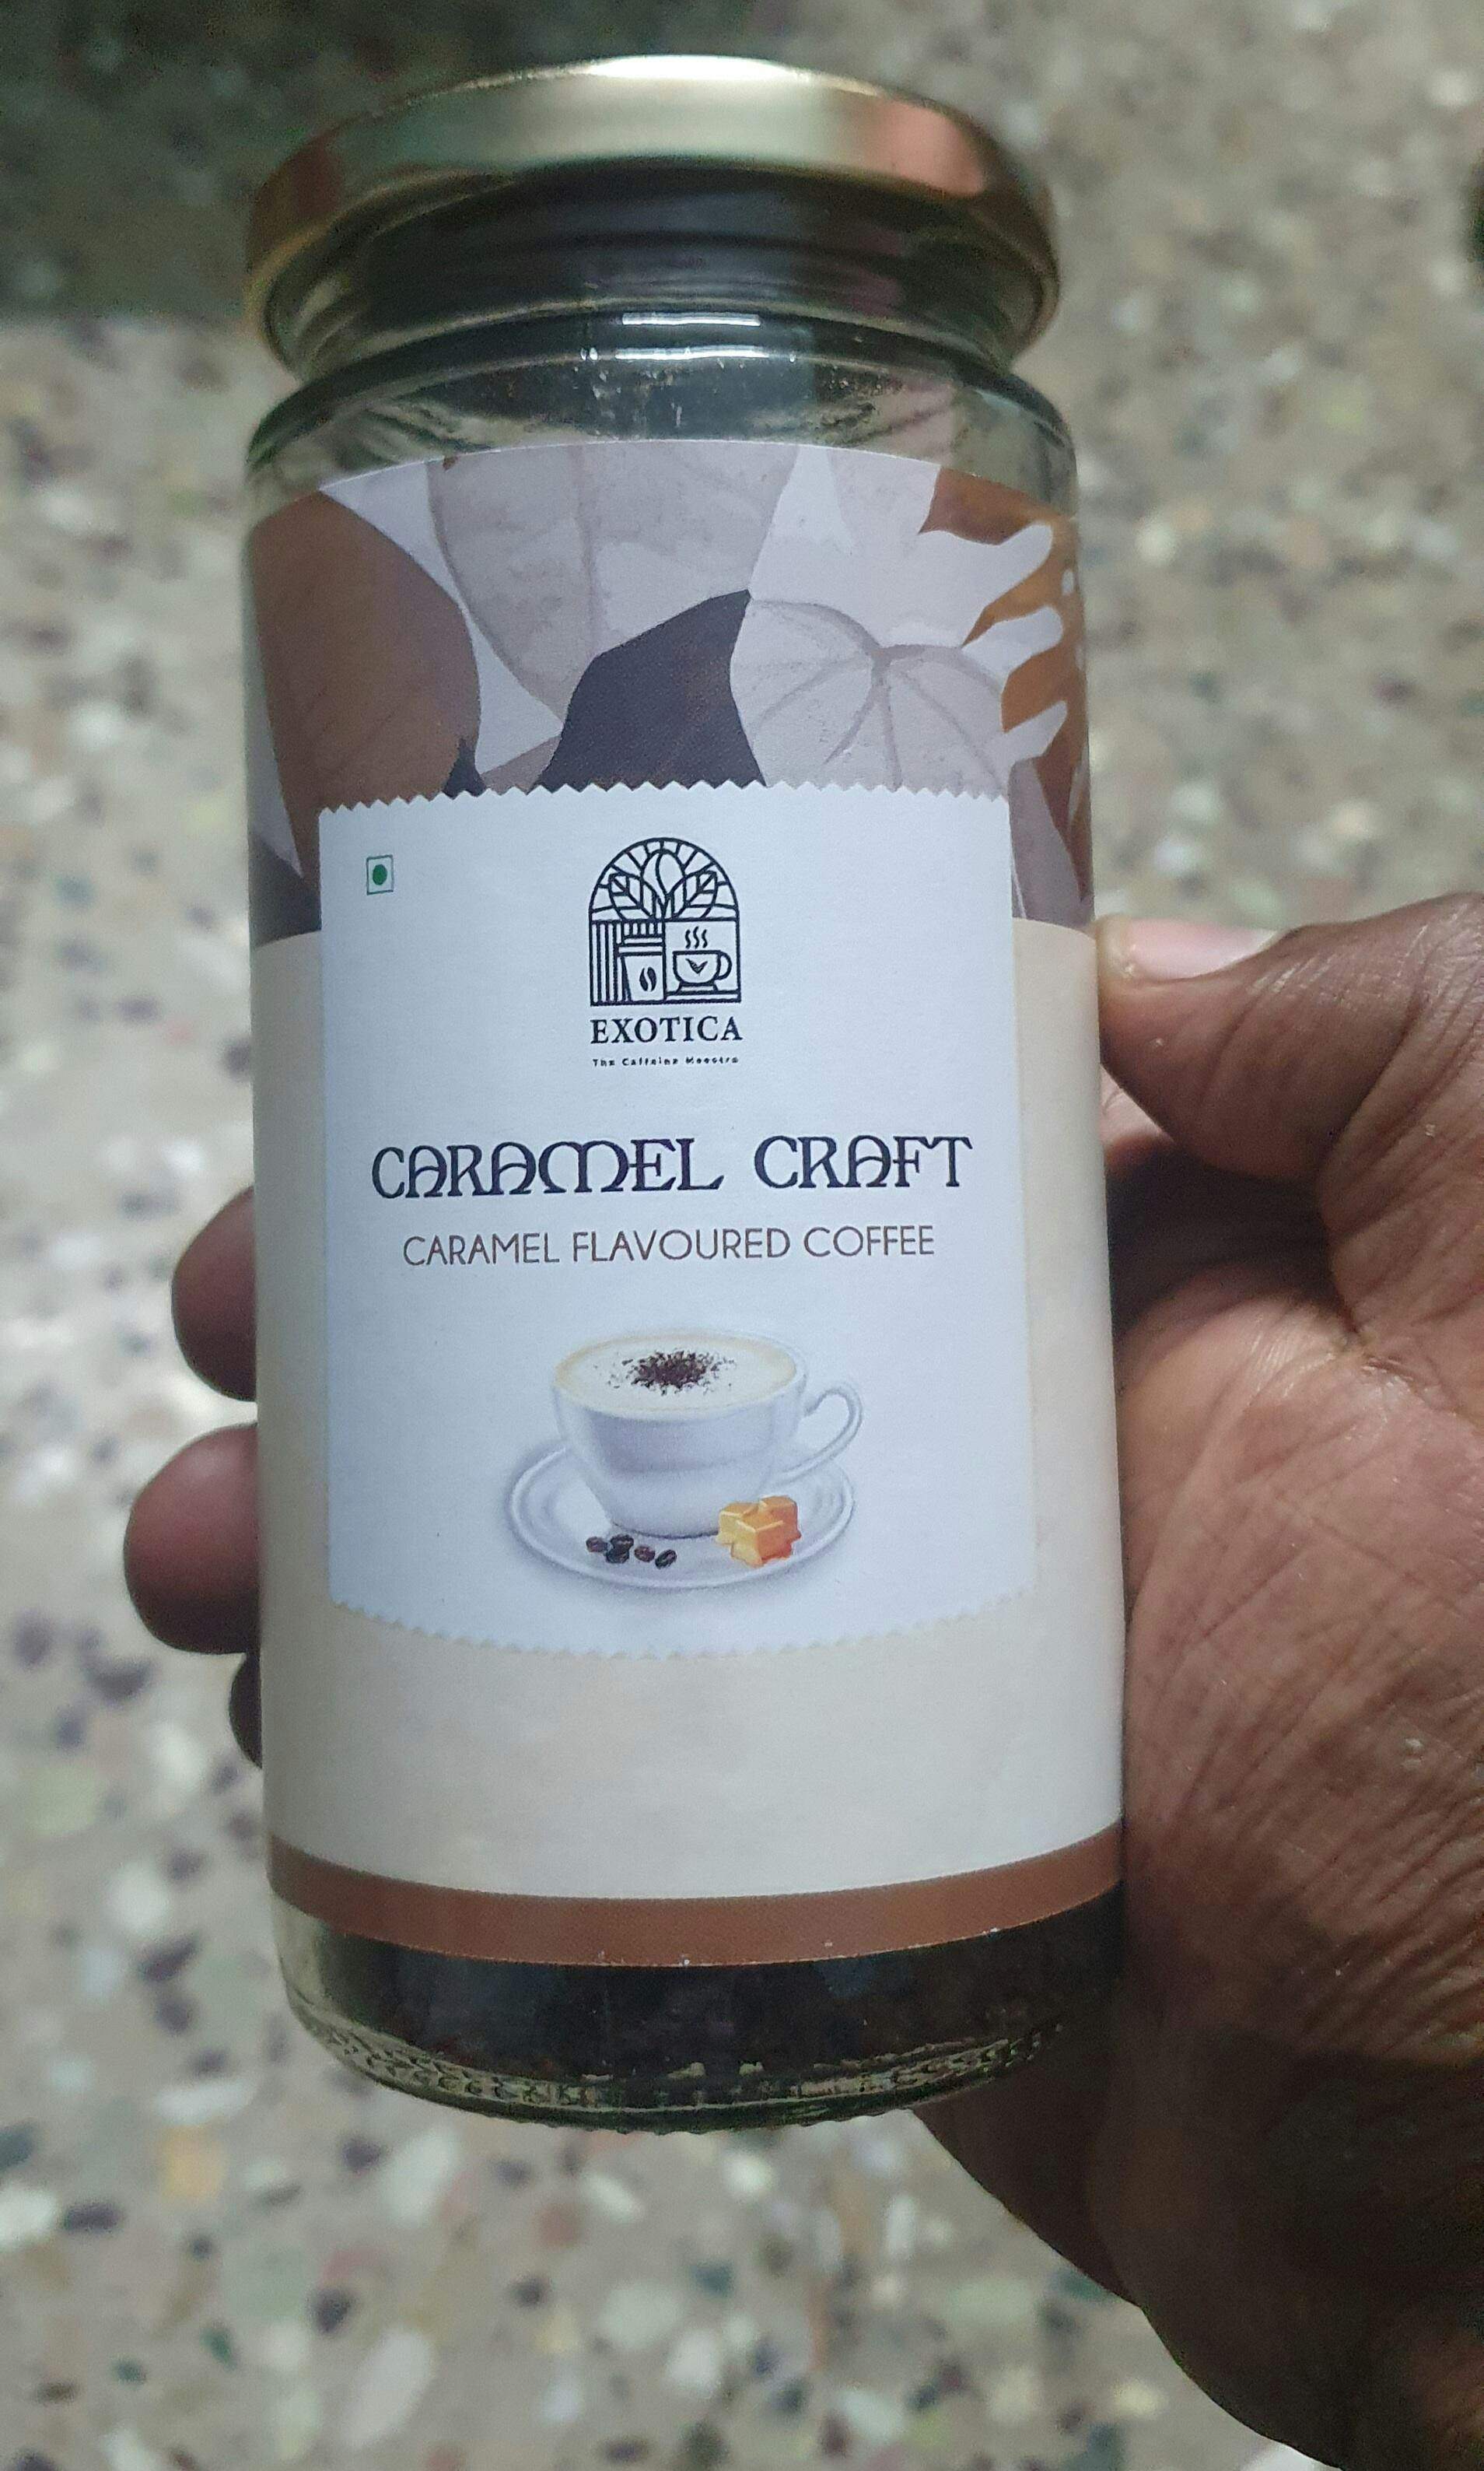 EXOTICA
The Caffeine Maestro
CARAMEL CRAFT
CARAMEL FLAVOURED COFFEE